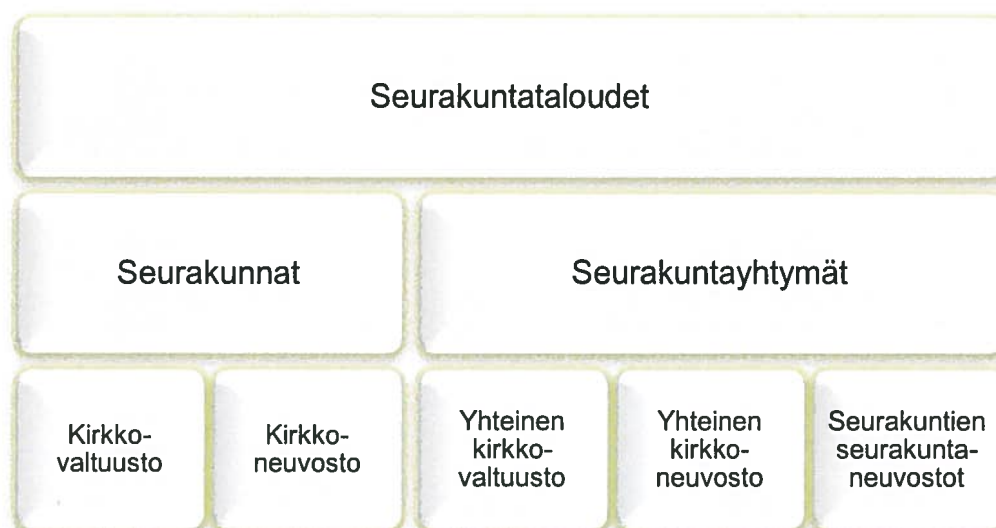 Seurakuntataloudet
Seurakunnat
Seurakuntayhtymät
Kirkko-
valtuusto
Kirkko-
neuvosto
Yhteinen
kirkko-
valtuusto
Yhteinen
kirkko-
neuvosto
Seurakuntien
seurakunta-
neuvostot